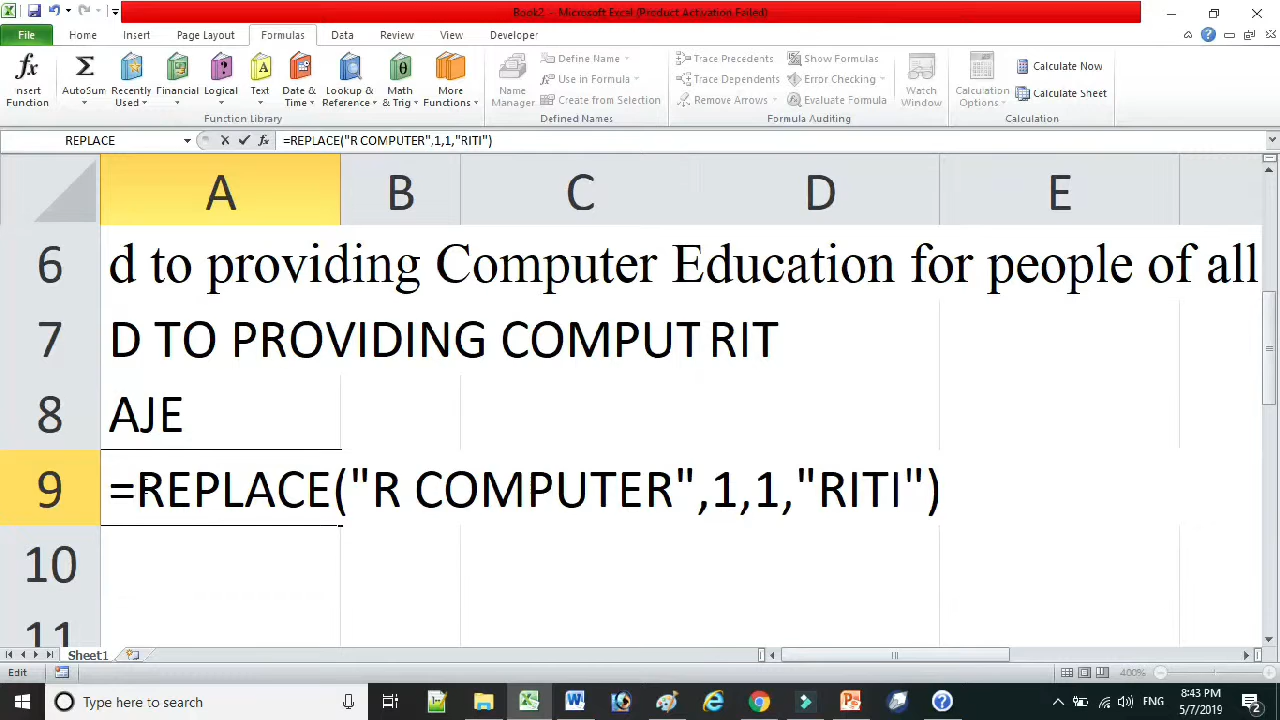 Book2 - Microsoft Excel (Product Activation Failed)
File Home Insert Page Layout Formulas Data Review View Developer
Insert Function
AutoSum
Recently Used
Financial
Logical
Text
Date & Time
Lookup & Reference
Math & Trig
More Functions
Function Library
Name Manager
Define Name
Use in Formula
Create from Selection
Defined Names
Trace Precedents
Trace Dependents
Remove Arrows
Show Formulas
Error Checking
Evaluate Formula
Watch Window
Formula Auditing
Calculation Options
Calculate Now
Calculate Sheet
Calculation
REPLACE fx =REPLACE("R COMPUTER",1,1,"RITI")
A B C D E
6 d to providing Computer Education for people of all
7 D TO PROVIDING COMPUT RIT
8 AJE
9 =REPLACE("R COMPUTER",1,1,"RITI")
10
11
Sheet1
Edit 400%
Type here to search
ENG
8:43 PM
5/7/2019
2